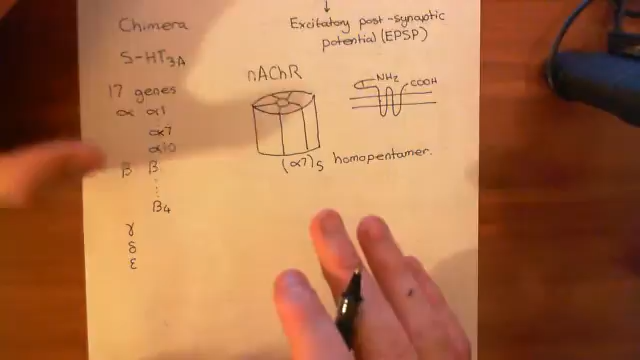 Chimera
5-HT3A
17 genes
α α1
α7
α10
β β
β4
γ
δ
ε
↓
Excitatory post-synaptic
potential (EPSP)
nAChR
NH2 COOH
(α7)5 homopentamer.